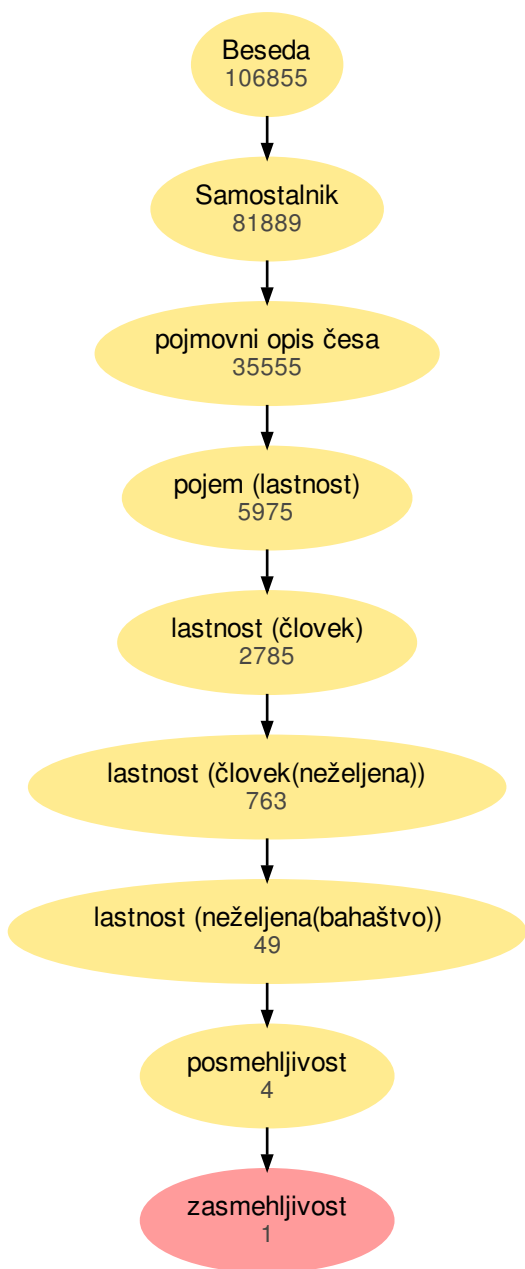 Beseda
106855
Samostalnik
81889
pojmovni opis česa
35555
pojem (lastnost)
5975
lastnost (človek)
2785
lastnost (človek(neželjena))
763
lastnost (neželjena(bahaštvo))
49
posmehljivost
4
zasmehljivost
1